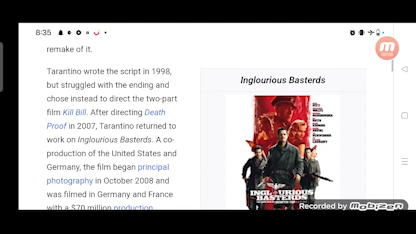 8:35
remake of it.
Tarantino wrote the script in 1998,
but struggled with the ending and
chose instead to direct the two-part
film Kill Bill. After directing Death
Proof in 2007, Tarantino returned to
work on Inglourious Basterds. A co-
production of the United States and
Germany, the film began principal
photography in October 2008 and
was filmed in Germany and France
with a $70 million production
Inglourious Basterds
INGLOURIOUS
BASTERDS
Recorded by MOBIZEN